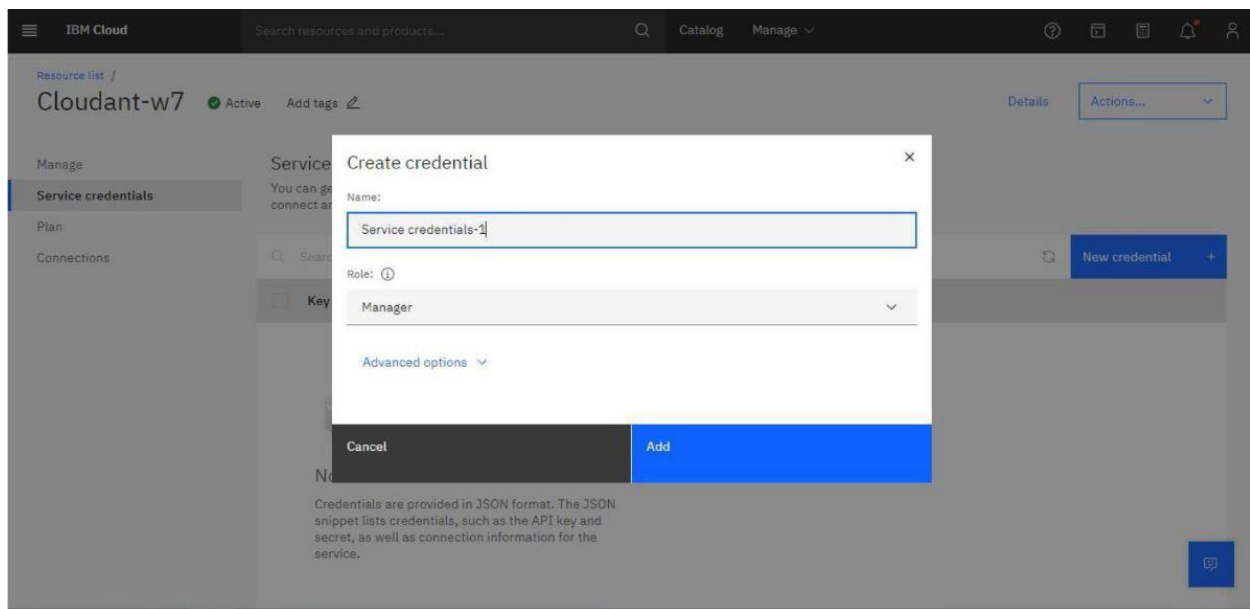 IBM Cloud
Search resources and products...
Catalog
Manage
Resource list /
Cloudant-w7
Active
Add tags
Details
Actions...
Manage
Service credentials
Plan
Connections
Service
You can ge
connect an
Create credential
Name:
Service credentials-1
Role:
Manager
Advanced options
Cancel
Add
Searc
New credential +
Key
No
Credentials are provided in JSON format. The JSON
snippet lists credentials, such as the API key and
secret, as well as connection information for the
service.